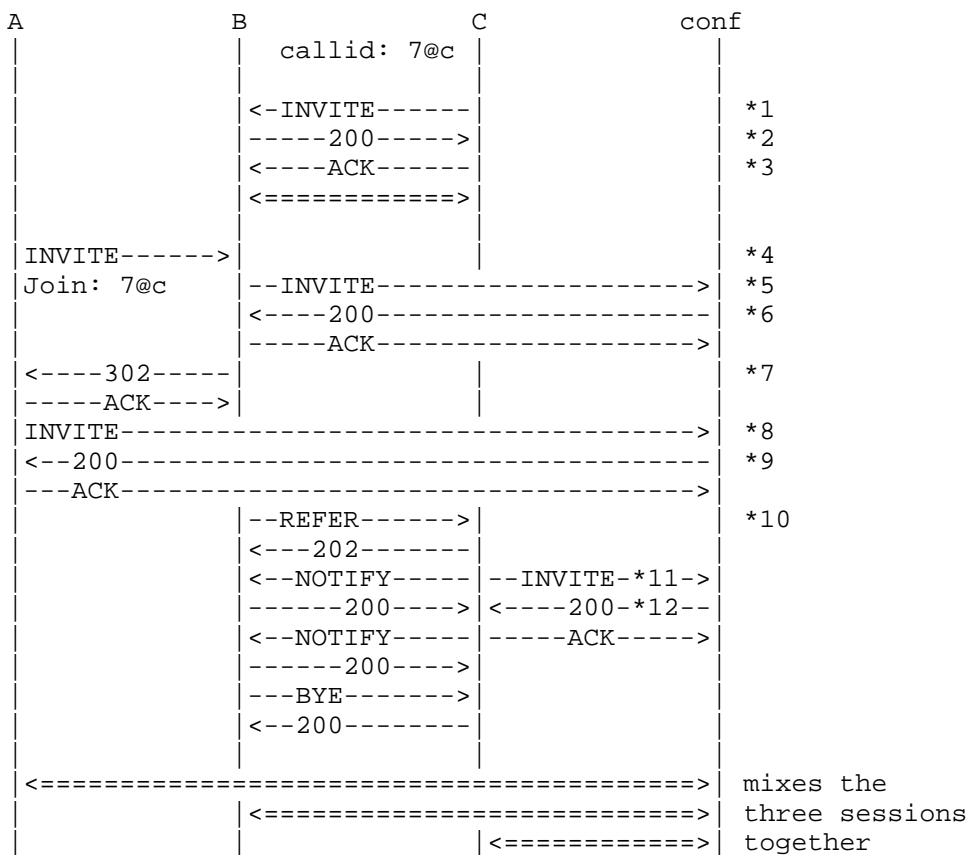 A                B                 C                 conf
|                |  callid: 7@c    |                 |
|                |                 |                 |
|                |<-INVITE------|                 | *1
|                |-----200----->|                 | *2
|                |<----ACK------|                 | *3
|                |<============>|                 |
|                |                 |                 |
|INVITE------>|                 |                 | *4
|Join: 7@c    |--INVITE-------------------->| *5
|                |<----200----------------------| *6
|                |-----ACK-------------------->|
|<----302-----|                 |                 | *7
|-----ACK---->|                 |                 |
|INVITE------------------------------------>| *8
|<--200-------------------------------------| *9
|---ACK------------------------------------>|
|                |--REFER------>|                 | *10
|                |<---202-------|                 |
|                |<--NOTIFY-----|--INVITE-*11->|
|                |------200---->|<----200-*12--|
|                |<--NOTIFY-----|-----ACK----->|
|                |------200---->|                 |
|                |---BYE------->|                 |
|                |<--200--------|                 |
|                |                 |                 |
|<=========================================>| mixes the
|                |<===========================>| three sessions
|                |                 |<============>| together